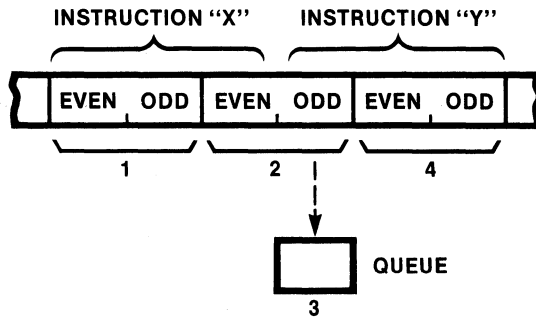 INSTRUCTION “X” INSTRUCTION “Y”
EVEN ODD EVEN ODD EVEN ODD
1 2 4
QUEUE
3